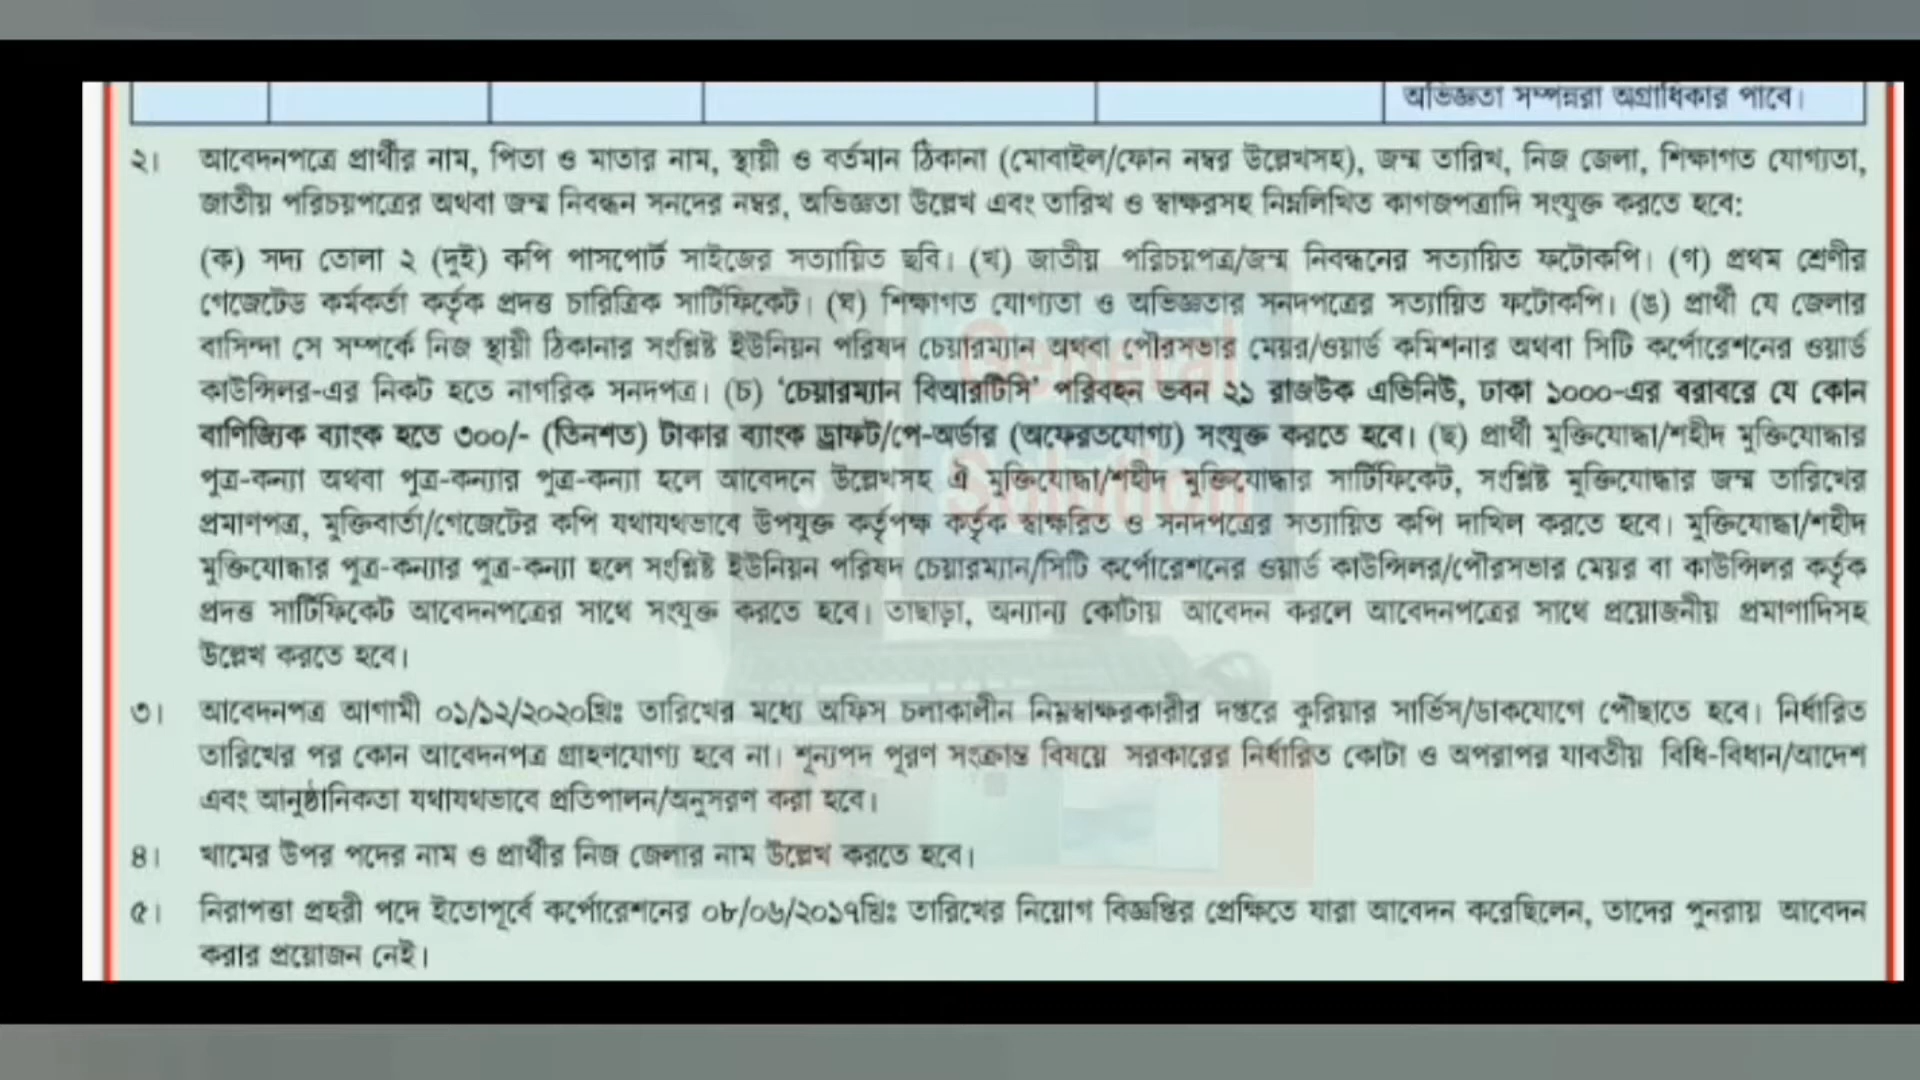 অভিজ্ঞতা সম্পন্নরা অগ্রাধিকার পাবে।
২। আবেদনপত্রে প্রার্থীর নাম, পিতা ও মাতার নাম, স্থায়ী ও বর্তমান ঠিকানা (মোবাইল/ফোন নম্বর উল্লেখসহ), জন্ম তারিখ, নিজ জেলা, শিক্ষাগত যোগ্যতা,
জাতীয় পরিচয়পত্রের অথবা জন্ম নিবন্ধন সনদের নম্বর, অভিজ্ঞতা উল্লেখ এবং তারিখ ও স্বাক্ষরসহ নিম্নলিখিত কাগজপত্রাদি সংযুক্ত করতে হবে:
(ক) সদ্য তোলা ২ (দুই) কপি পাসপোর্ট সাইজের সত্যায়িত ছবি। (খ) জাতীয় পরিচয়পত্র/জন্ম নিবন্ধনের সত্যায়িত ফটোকপি। (গ) প্রথম শ্রেণীর
গেজেটেড কর্মকর্তা কর্তৃক প্রদত্ত চারিত্রিক সার্টিফিকেট। (ঘ) শিক্ষাগত যোগ্যতা ও অভিজ্ঞতার সনদপত্রের সত্যায়িত ফটোকপি। (ঙ) প্রার্থী যে জেলার
বাসিন্দা সে সম্পর্কে নিজ স্থায়ী ঠিকানার সংশ্লিষ্ট ইউনিয়ন পরিষদ চেয়ারম্যান অথবা পৌরসভার মেয়র/ওয়ার্ড কমিশনার অথবা সিটি কর্পোরেশনের ওয়ার্ড
কাউন্সিলর-এর নিকট হতে নাগরিক সনদপত্র। (চ) ‘চেয়ারম্যান বিআরটিসি’ পরিবহন ভবন ২১ রাজউক এভিনিউ, ঢাকা ১০০০-এর বরাবরে যে কোন
বাণিজ্যিক ব্যাংক হতে ৩০০/- (তিনশত) টাকার ব্যাংক ড্রাফট/পে-অর্ডার (অফেরতযোগ্য) সংযুক্ত করতে হবে। (ছ) প্রার্থী মুক্তিযোদ্ধা/শহীদ মুক্তিযোদ্ধার
পুত্র-কন্যা অথবা পুত্র-কন্যার পুত্র-কন্যা হলে আবেদনে উল্লেখসহ ঐ মুক্তিযোদ্ধা/শহীদ মুক্তিযোদ্ধার সার্টিফিকেট, সংশ্লিষ্ট মুক্তিযোদ্ধার জন্ম তারিখের
প্রমাণপত্র, মুক্তিবার্তা/গেজেটের কপি যথাযথভাবে উপযুক্ত কর্তৃপক্ষ কর্তৃক স্বাক্ষরিত ও সনদপত্রের সত্যায়িত কপি দাখিল করতে হবে। মুক্তিযোদ্ধা/শহীদ
মুক্তিযোদ্ধার পুত্র-কন্যার পুত্র-কন্যা হলে সংশ্লিষ্ট ইউনিয়ন পরিষদ চেয়ারম্যান/সিটি কর্পোরেশনের ওয়ার্ড কাউন্সিলর/পৌরসভার মেয়র বা কাউন্সিলর কর্তৃক
প্রদত্ত সার্টিফিকেট আবেদনপত্রের সাথে সংযুক্ত করতে হবে। তাছাড়া, অন্যান্য কোটায় আবেদন করলে আবেদনপত্রের সাথে প্রয়োজনীয় প্রমাণাদিসহ
উল্লেখ করতে হবে।
৩। আবেদনপত্র আগামী ০১/১২/২০২০খ্রিঃ তারিখের মধ্যে অফিস চলাকালীন নিম্নস্বাক্ষরকারীর দপ্তরে কুরিয়ার সার্ভিস/ডাকযোগে পৌঁছাতে হবে। নির্ধারিত
তারিখের পর কোন আবেদনপত্র গ্রাহণযোগ্য হবে না। শূন্যপদ পূরণ সংক্রান্ত বিষয়ে সরকারের নির্ধারিত কোটা ও অপরাপর যাবতীয় বিধি-বিধান/আদেশ
এবং আনুষ্ঠানিকতা যথাযথভাবে প্রতিপালন/অনুসরণ করা হবে।
৪। খামের উপর পদের নাম ও প্রার্থীর নিজ জেলার নাম উল্লেখ করতে হবে।
৫। নিরাপত্তা প্রহরী পদে ইতোপূর্বে কর্পোরেশনের ০৮/০৬/২০১৭খ্রিঃ তারিখের নিয়োগ বিজ্ঞপ্তির প্রেক্ষিতে যারা আবেদন করেছিলেন, তাদের পুনরায় আবেদন
করার প্রয়োজন নেই।
General
Solution